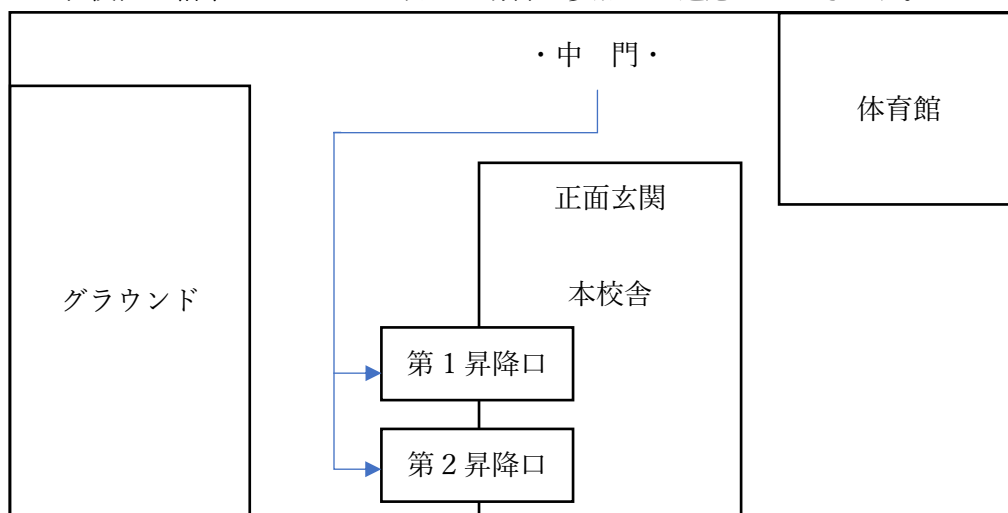 ・中　門・
体育館
正面玄関
グラウンド
本校舎
第１昇降口
第２昇降口